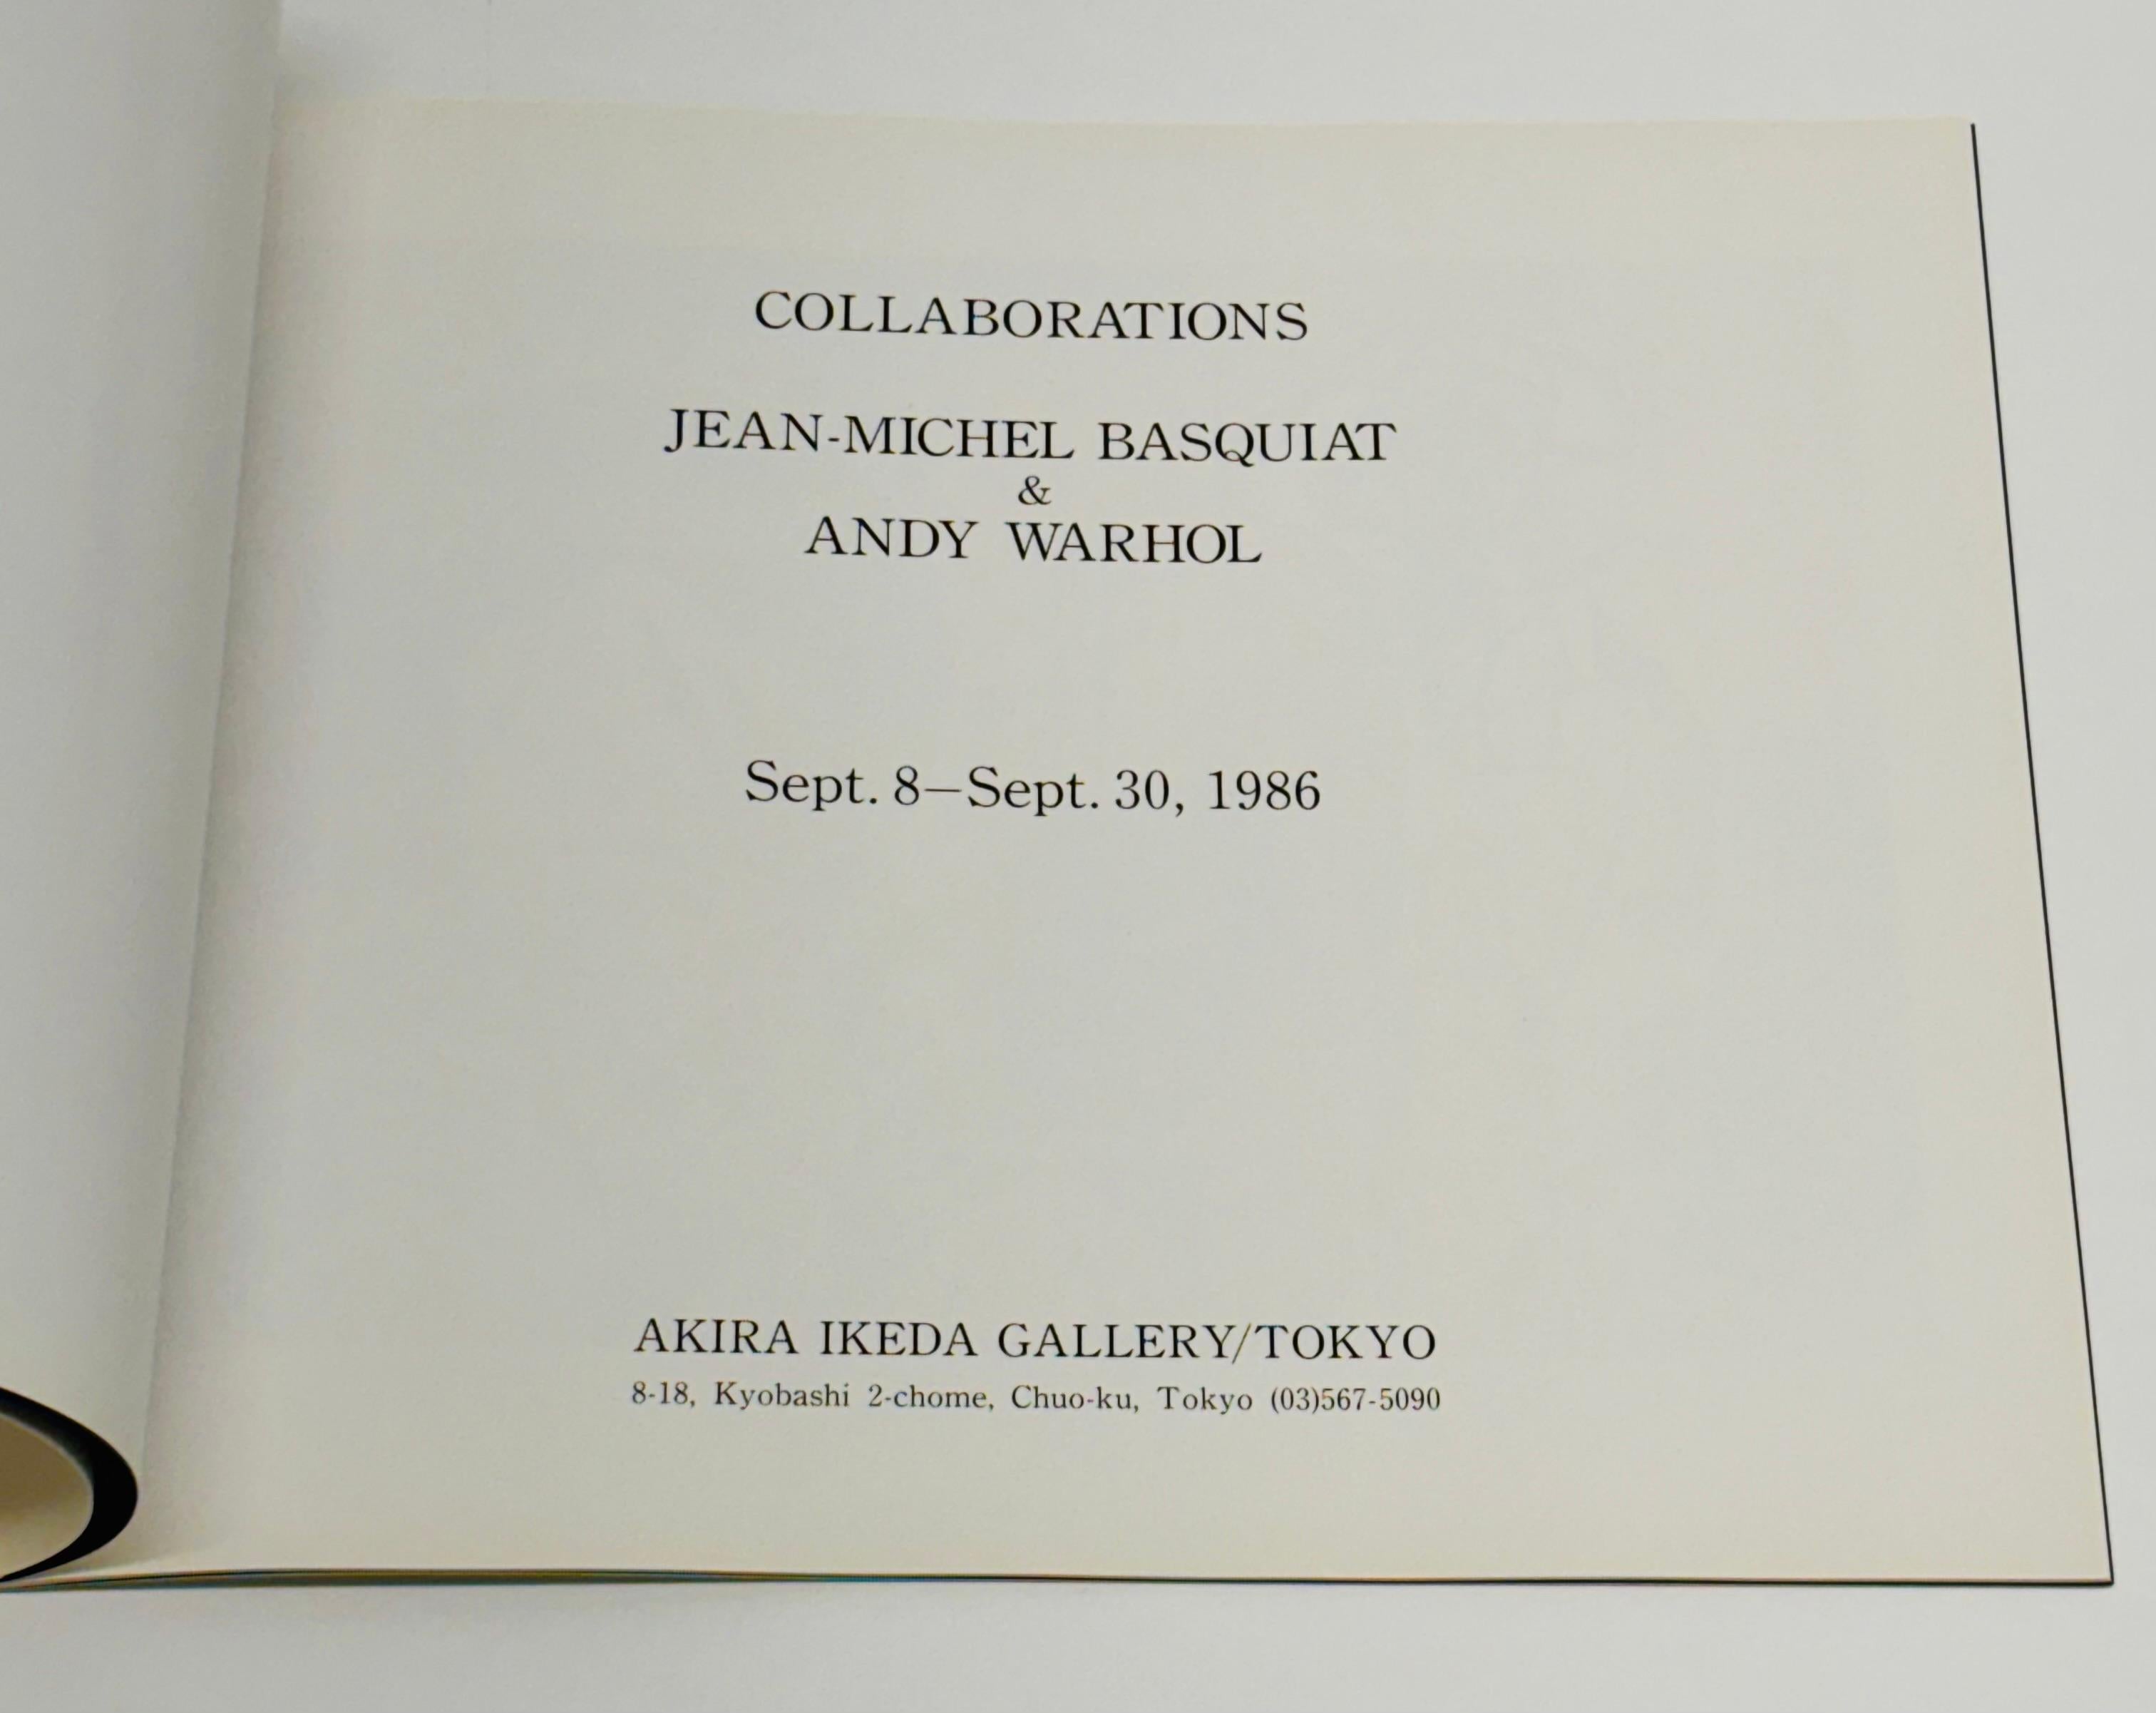 COLLABORATIONS
JEAN-MICHEL BASQUIAT
&
ANDY WARHOL
Sept. 8–Sept. 30, 1986
AKIRA IKEDA GALLERY/TOKYO
8-18, Kyobashi 2-chome, Chuo-ku, Tokyo (03)567-5090